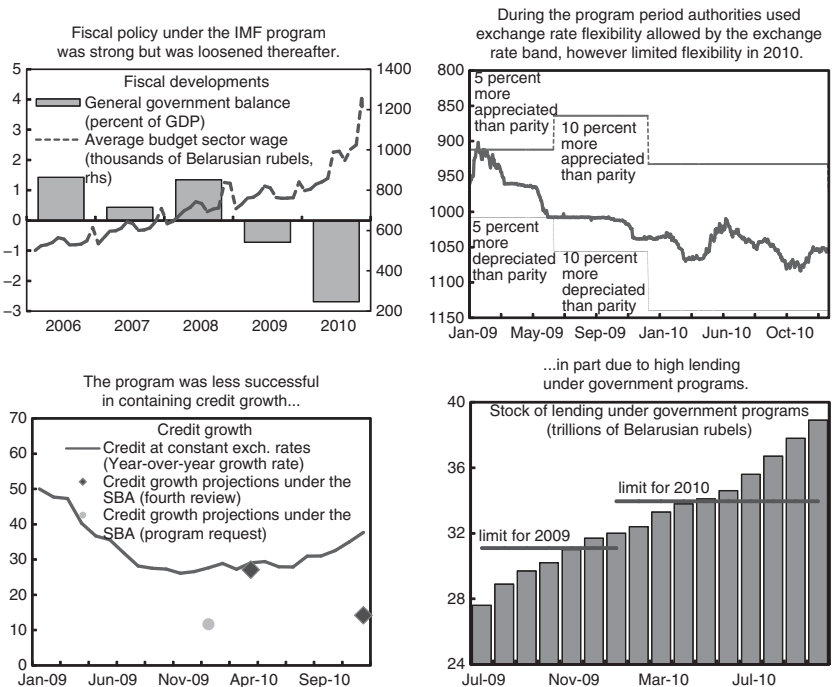 Fiscal policy under the IMF program
was strong but was loosened thereafter.
5
4
3
2
1
0
–1
–2
–3
1400
1200
1000
800
600
400
200
Fiscal developments
General government balance
(percent of GDP)
Average budget sector wage
(thousands of Belarusian rubels,
rhs)
2006 2007 2008 2009 2010
During the program period authorities used
exchange rate flexibility allowed by the exchange
rate band, however limited flexibility in 2010.
800
850
900
950
1000
1050
1100
1150
5 percent
more
appreciated
than parity
10 percent
more
appreciated
than parity
5 percent
more
depreciated
than parity
10 percent
more
depreciated
than parity
Jan-09 May-09 Sep-09 Jan-10 Jun-10 Oct-10
The program was less successful
in containing credit growth...
70
60
50
40
30
20
10
0
Credit growth
Credit at constant exch. rates
(Year-over-year growth rate)
Credit growth projections under the
SBA (fourth review)
Credit growth projections under the
SBA (program request)
Jan-09 Jun-09 Nov-09 Apr-10 Sep-10
...in part due to high lending
under government programs.
40
36
32
28
24
Stock of lending under government programs
(trillions of Belarusian rubels)
limit for 2010
limit for 2009
Jul-09 Nov-09 Mar-10 Jul-10